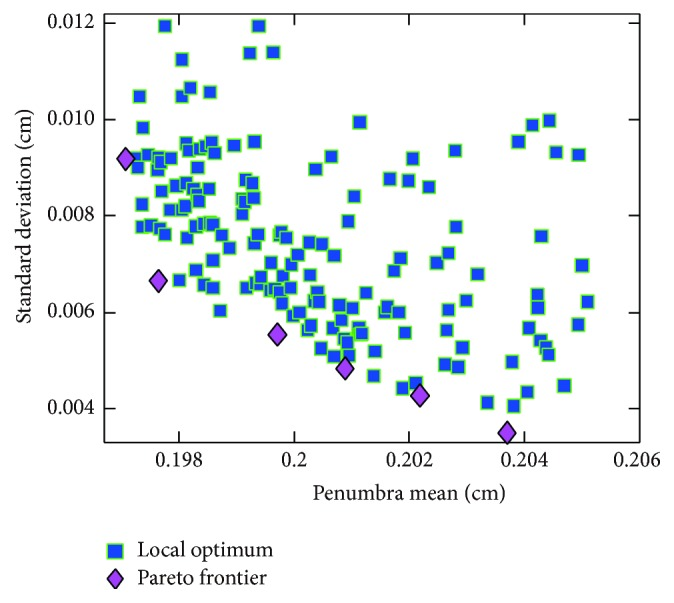 0.012
0.010
0.008
0.006
0.004
Standard deviation (cm)
0.198
0.2
0.202
0.204
0.206
Penumbra mean (cm)
Local optimum
Pareto frontier